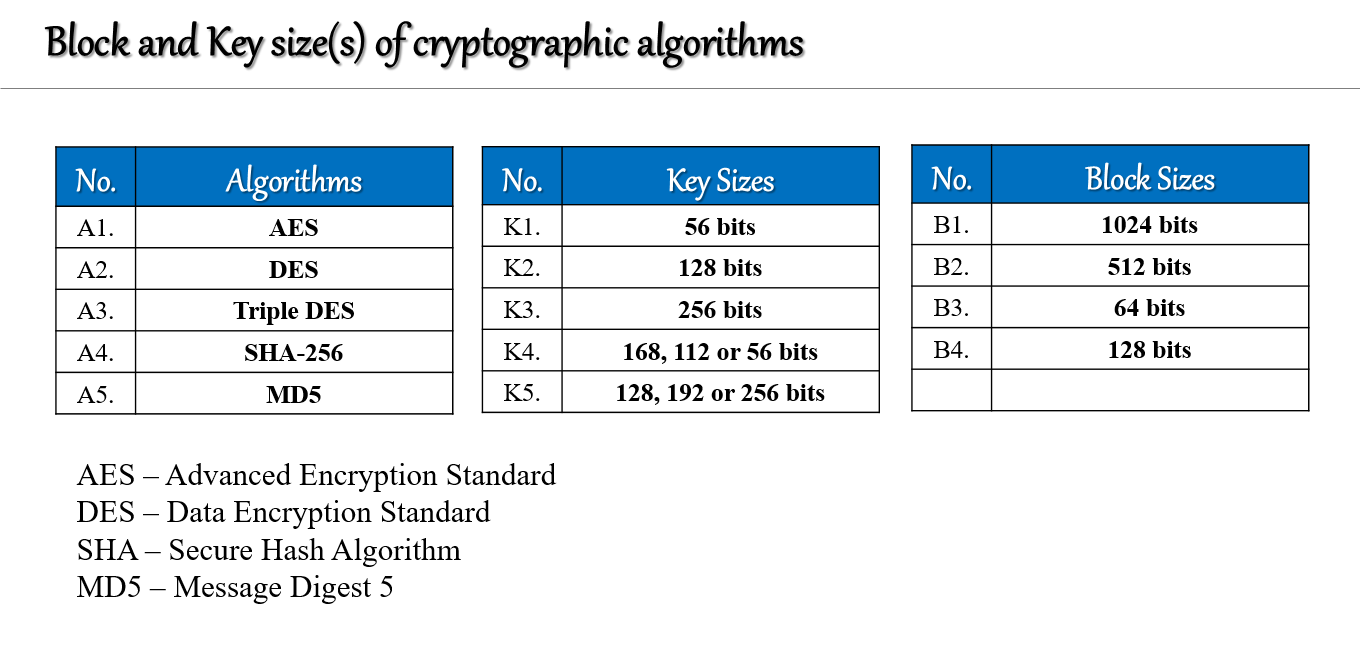 Block and Key size(s) of cryptographic algorithms
No. Algorithms
A1. AES
A2. DES
A3. Triple DES
A4. SHA-256
A5. MD5
No. Key Sizes
K1. 56 bits
K2. 128 bits
K3. 256 bits
K4. 168, 112 or 56 bits
K5. 128, 192 or 256 bits
No. Block Sizes
B1. 1024 bits
B2. 512 bits
B3. 64 bits
B4. 128 bits
AES – Advanced Encryption Standard
DES – Data Encryption Standard
SHA – Secure Hash Algorithm
MD5 – Message Digest 5